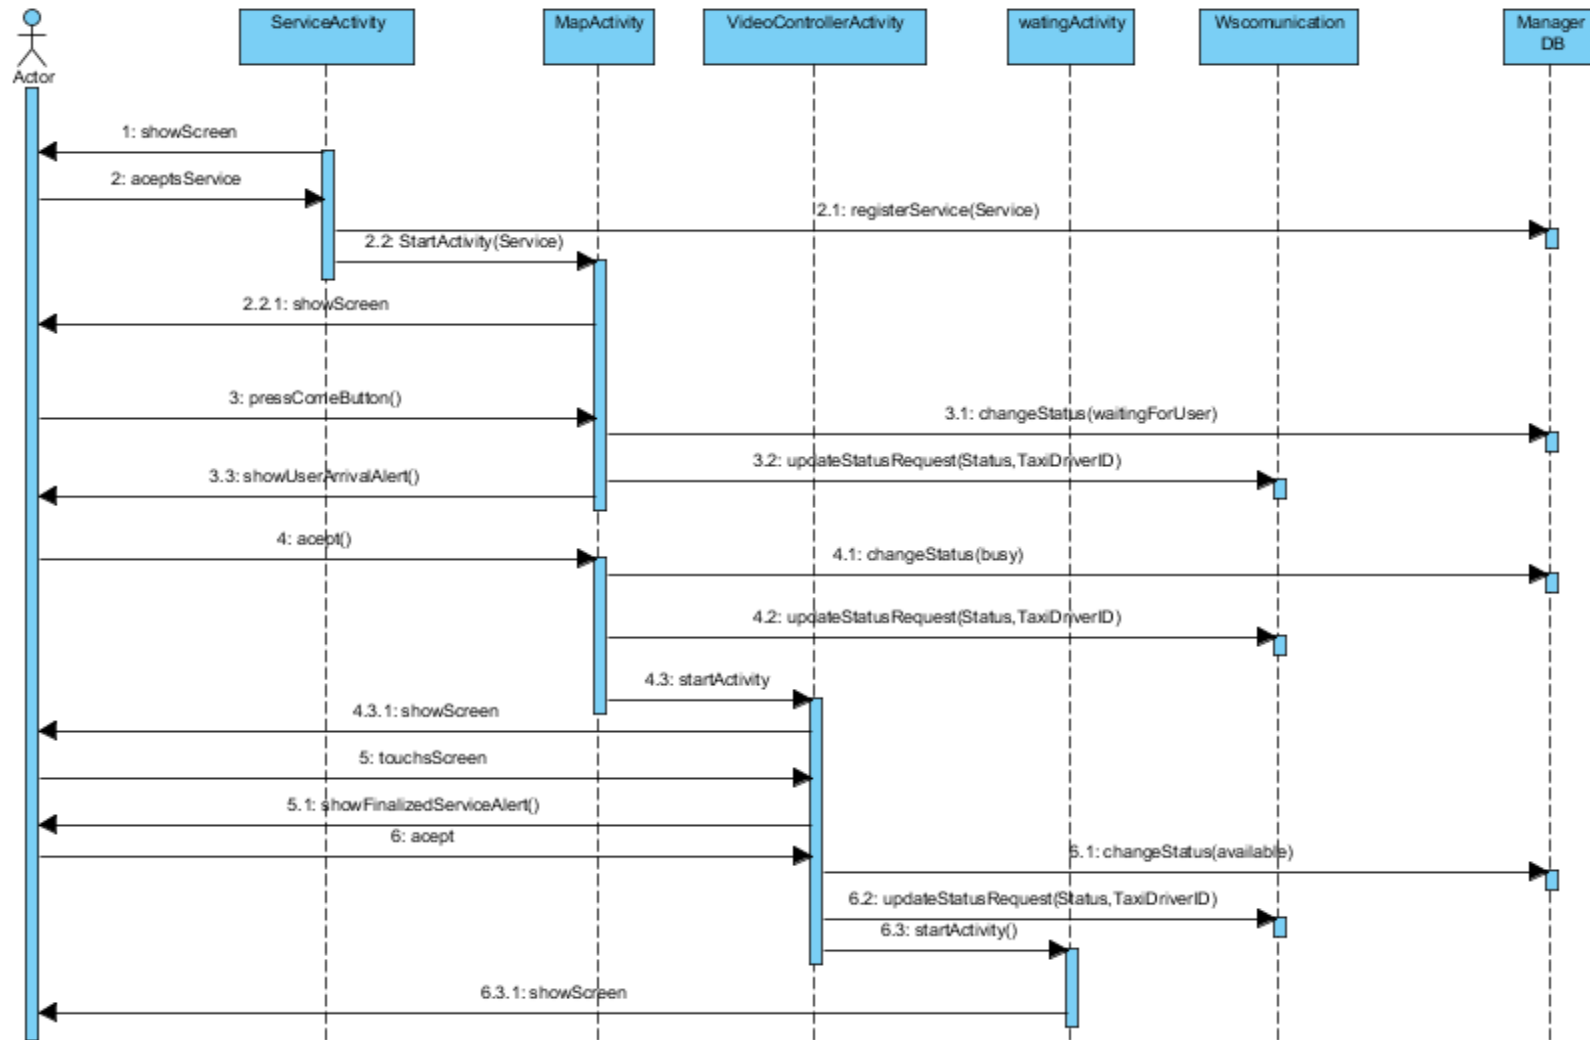 ServiceActivity
MapActivity
VideoControllerActivity
watingActivity
Wscomunication
Manager
DB
Actor
1: showScreen
2: aceptsService
2.1: registerService(Service)
2.2: StartActivity(Service)
2.2.1: showScreen
3: pressComeButton()
3.1: changeStatus(waitingForUser)
3.2: updateStatusRequest(Status,TaxiDriverID)
3.3: showUserArrivalAlert()
4: acept()
4.1: changeStatus(busy)
4.2: updateStatusRequest(Status,TaxiDriverID)
4.3: startActivity
4.3.1: showScreen
5: touchsScreen
5.1: showFinalizedServiceAlert()
6: acept
6.1: changeStatus(available)
6.2: updateStatusRequest(Status,TaxiDriverID)
6.3: startActivity()
6.3.1: showScreen